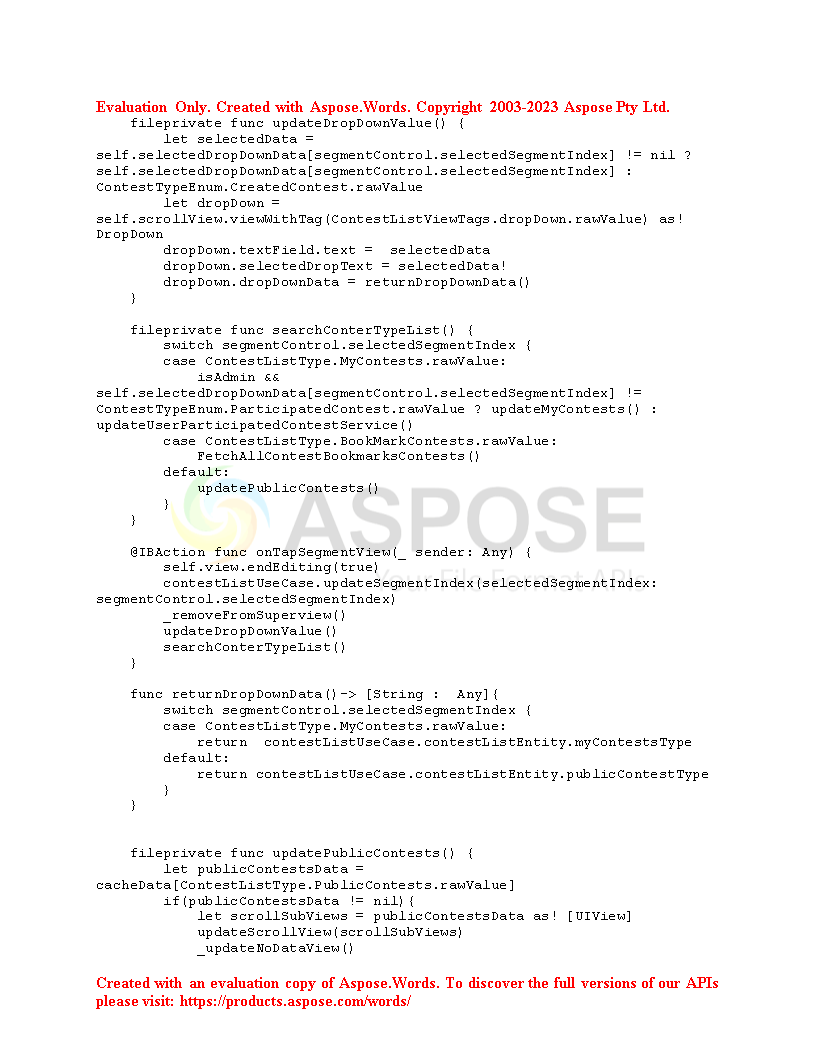 Evaluation Only. Created with Aspose.Words. Copyright 2003-2023 Aspose Pty Ltd.
    fileprivate func updateDropDownValue() {
        let selectedData =
self.selectedDropDownData[segmentControl.selectedSegmentIndex] != nil ?
self.selectedDropDownData[segmentControl.selectedSegmentIndex] :
ContestTypeEnum.CreatedContest.rawValue
        let dropDown =
self.scrollView.viewWithTag(ContestListViewTags.dropDown.rawValue) as!
DropDown
        dropDown.textField.text =  selectedData
        dropDown.selectedDropText = selectedData!
        dropDown.dropDownData = returnDropDownData()
    }

    fileprivate func searchConterTypeList() {
        switch segmentControl.selectedSegmentIndex {
        case ContestListType.MyContests.rawValue:
            isAdmin &&
self.selectedDropDownData[segmentControl.selectedSegmentIndex] !=
ContestTypeEnum.ParticipatedContest.rawValue ? updateMyContests() :
updateUserParticipatedContestService()
        case ContestListType.BookMarkContests.rawValue:
            FetchAllContestBookmarksContests()
        default:
            updatePublicContests()
        }
    }
ASPOSE

    @IBAction func onTapSegmentView(_ sender: Any) {
        self.view.endEditing(true)
        contestListUseCase.updateSegmentIndex(selectedSegmentIndex:
segmentControl.selectedSegmentIndex)
        _removeFromSuperview()
        updateDropDownValue()
        searchConterTypeList()
    }

    func returnDropDownData()-> [String :  Any]{
        switch segmentControl.selectedSegmentIndex {
        case ContestListType.MyContests.rawValue:
            return  contestListUseCase.contestListEntity.myContestsType
        default:
            return contestListUseCase.contestListEntity.publicContestType
        }
    }


    fileprivate func updatePublicContests() {
        let publicContestsData =
cacheData[ContestListType.PublicContests.rawValue]
        if(publicContestsData != nil){
            let scrollSubViews = publicContestsData as! [UIView]
            updateScrollView(scrollSubViews)
            _updateNoDataView()

Created with an evaluation copy of Aspose.Words. To discover the full versions of our APIs
please visit: https://products.aspose.com/words/